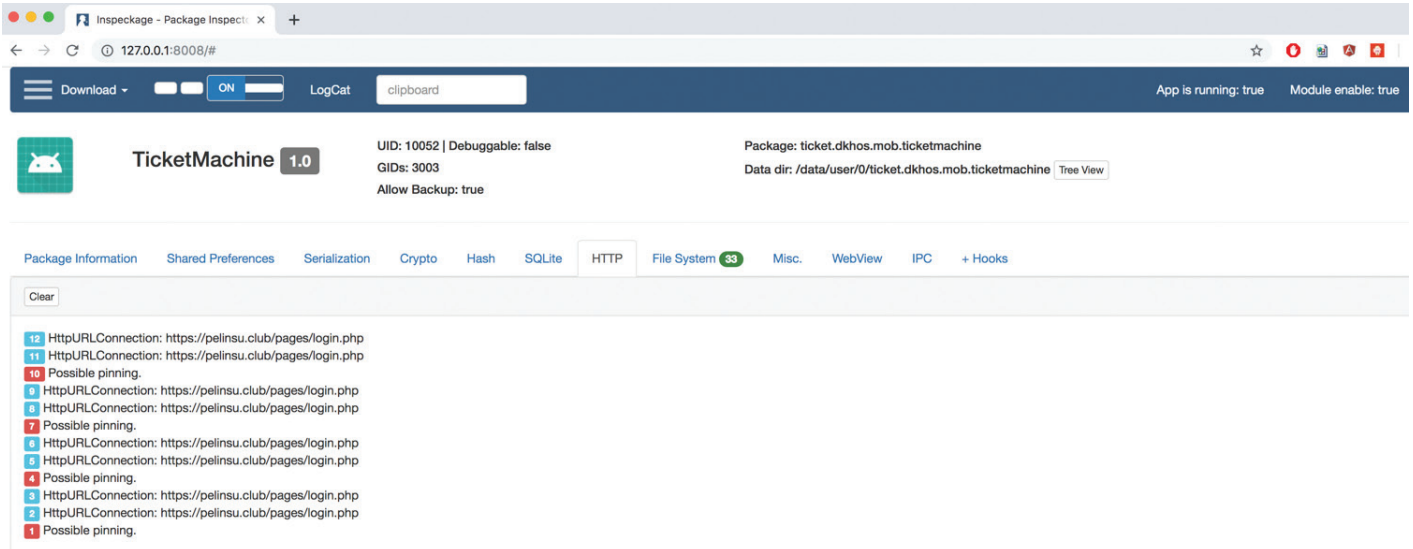 Inspeckage - Package Inspecto
127.0.0.1:8008/#
Download ON LogCat clipboard App is running: true Module enable: true
TicketMachine 1.0
UID: 10052 | Debuggable: false
GIDs: 3003
Allow Backup: true
Package: ticket.dkhos.mob.ticketmachine
Data dir: /data/user/0/ticket.dkhos.mob.ticketmachine Tree View
Package Information Shared Preferences Serialization Crypto Hash SQLite HTTP File System 33 Misc. WebView IPC + Hooks
Clear
12 HttpURLConnection: https://pelinsu.club/pages/login.php
11 HttpURLConnection: https://pelinsu.club/pages/login.php
10 Possible pinning.
9 HttpURLConnection: https://pelinsu.club/pages/login.php
8 HttpURLConnection: https://pelinsu.club/pages/login.php
7 Possible pinning.
6 HttpURLConnection: https://pelinsu.club/pages/login.php
5 HttpURLConnection: https://pelinsu.club/pages/login.php
4 Possible pinning.
3 HttpURLConnection: https://pelinsu.club/pages/login.php
2 HttpURLConnection: https://pelinsu.club/pages/login.php
1 Possible pinning.